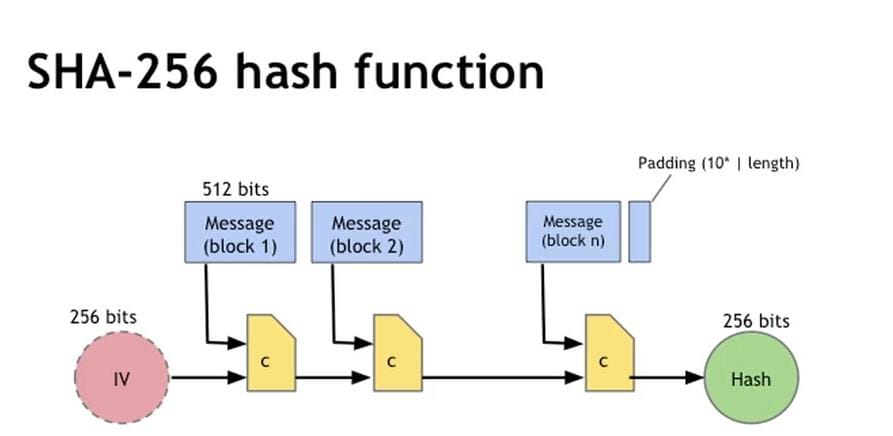 SHA-256 hash function
Padding (10* | length)
512 bits
Message
(block 1)
Message
(block 2)
Message
(block n)
256 bits
256 bits
IV
C
C
C
Hash